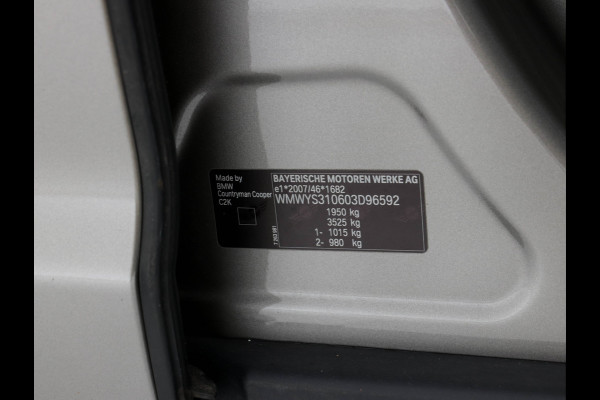 Made by
BMW
Countryman Cooper
C2K
BAYERISCHE MOTOREN WERKE AG
e1*2007/46*1682
WMWYS310603D96592
1950 kg
3525 kg
1- 1015 kg
2- 980 kg